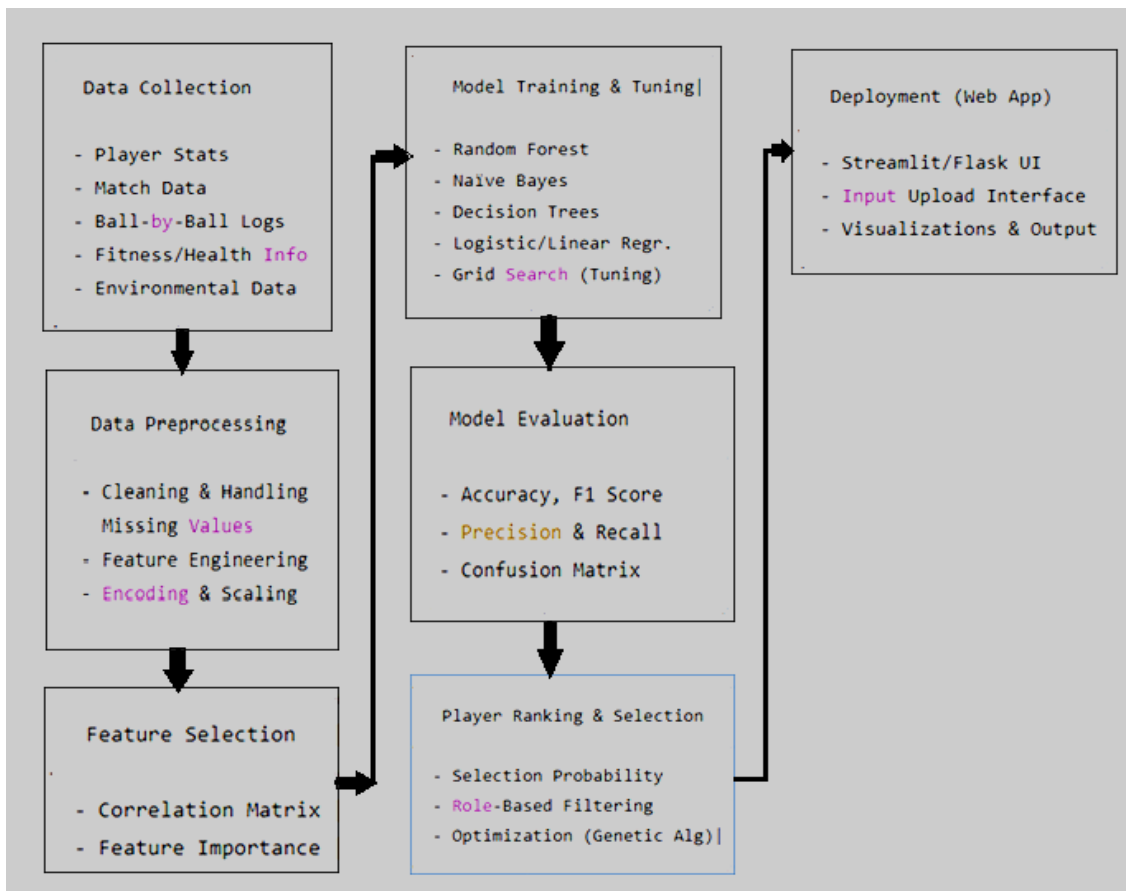 Data Collection
- Player Stats
- Match Data
- Ball-by-Ball Logs
- Fitness/Health Info
- Environmental Data
Data Preprocessing
- Cleaning & Handling
Missing Values
- Feature Engineering
- Encoding & Scaling
Feature Selection
- Correlation Matrix
- Feature Importance
Model Training & Tuning|
- Random Forest
- Naïve Bayes
- Decision Trees
- Logistic/Linear Regr.
- Grid Search (Tuning)
Model Evaluation
- Accuracy, F1 Score
- Precision & Recall
- Confusion Matrix
Player Ranking & Selection
- Selection Probability
- Role-Based Filtering
- Optimization (Genetic Alg)|
Deployment (Web App)
- Streamlit/Flask UI
- Input Upload Interface
- Visualizations & Output